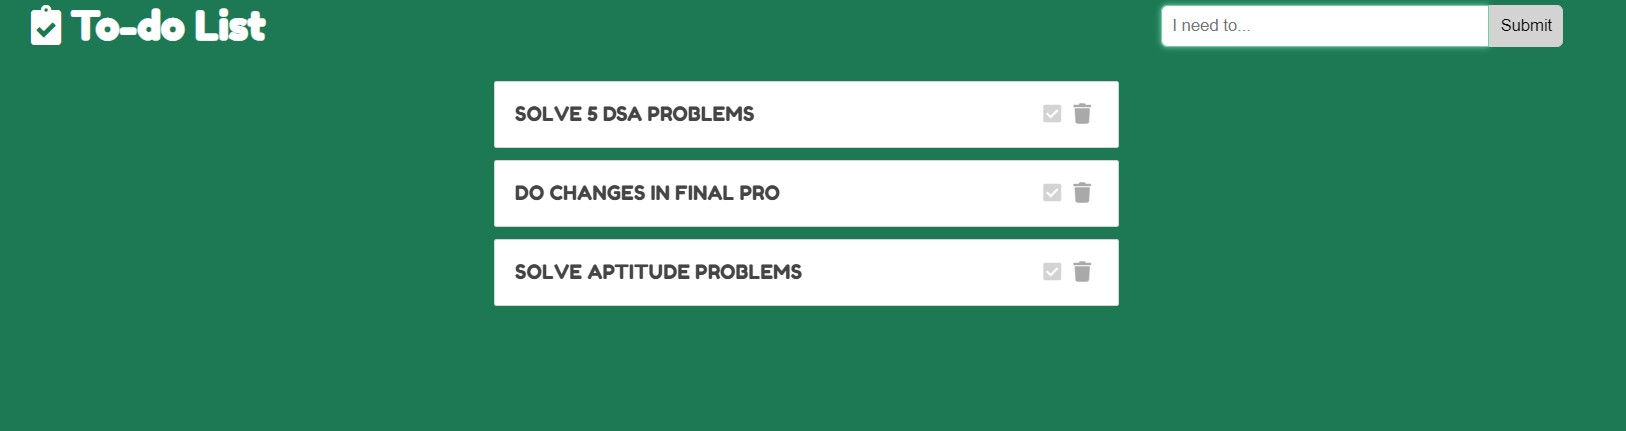 To-do List
I need to...
Submit
SOLVE 5 DSA PROBLEMS
DO CHANGES IN FINAL PRO
SOLVE APTITUDE PROBLEMS